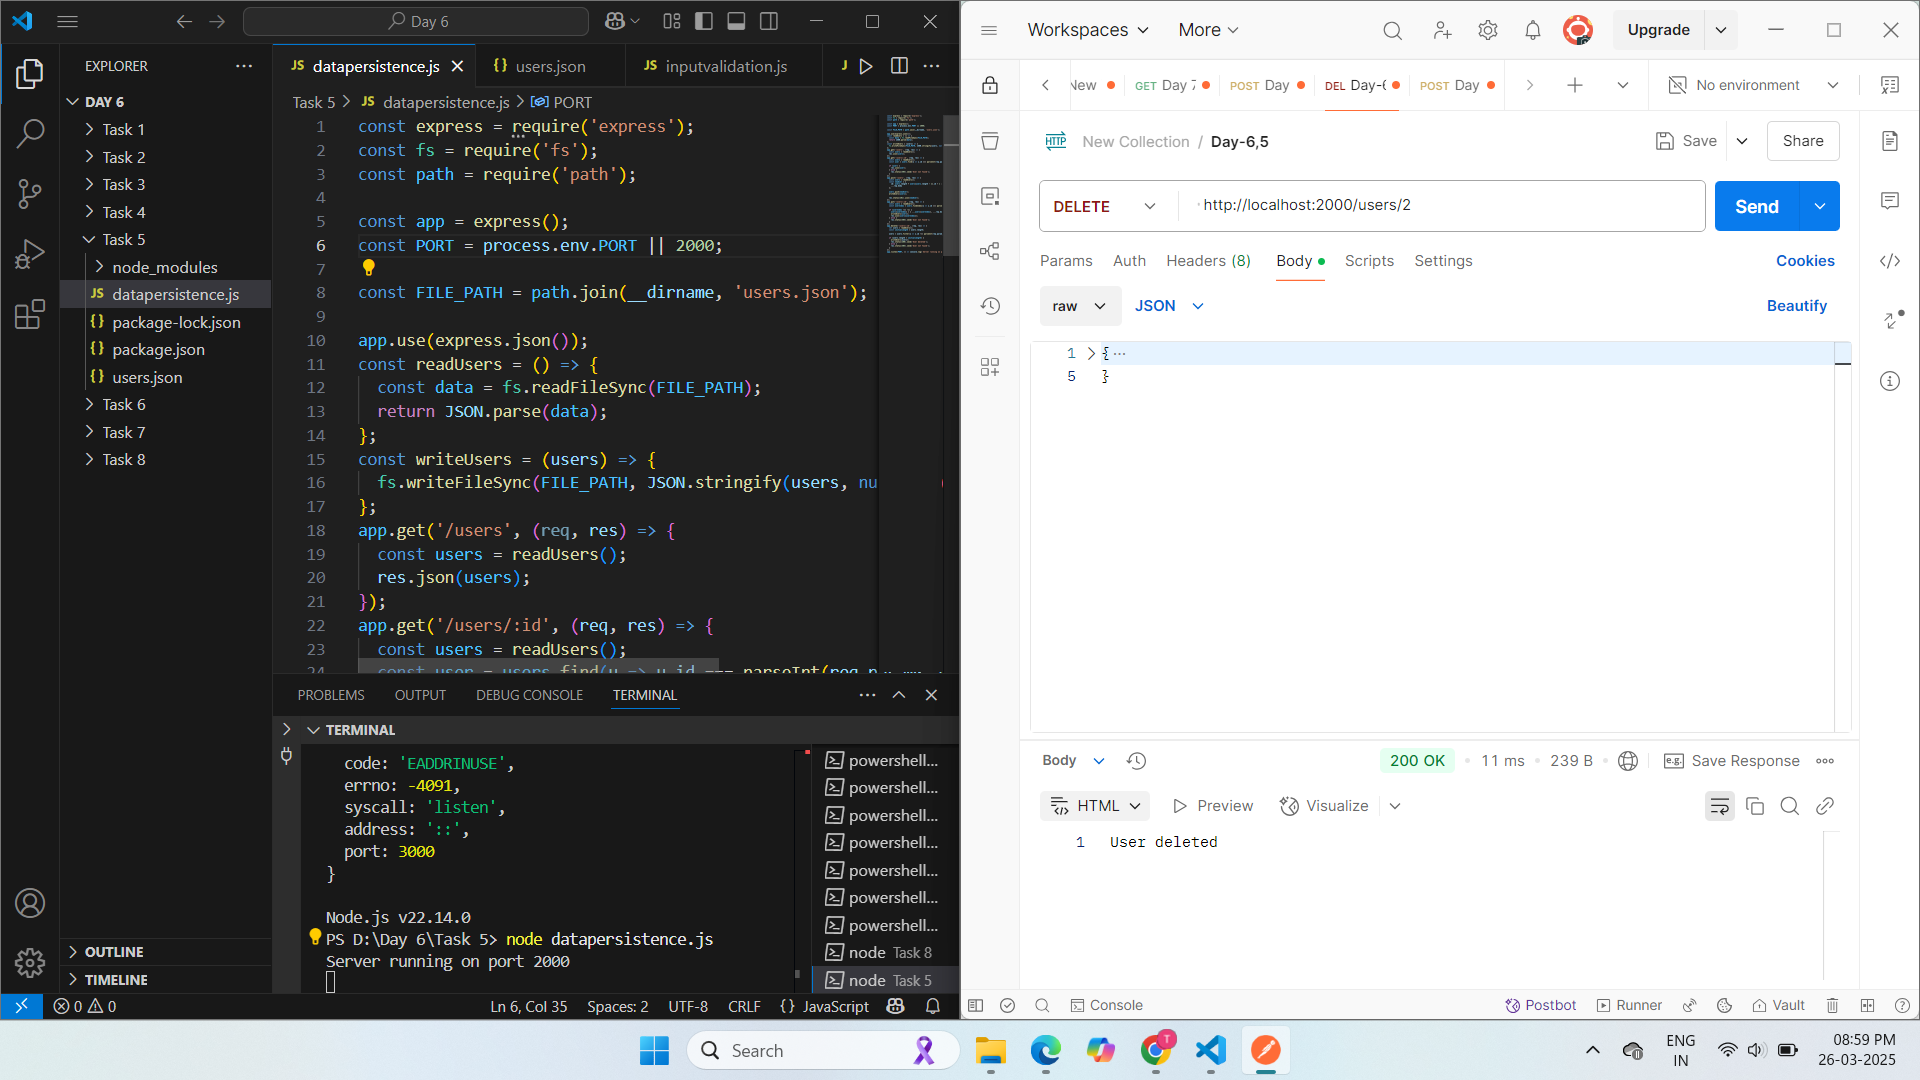 Day 6
EXPLORER
DAY 6
Task 1
Task 2
Task 3
Task 4
Task 5
node_modules
JS datapersistence.js
{} package-lock.json
{} package.json
{} users.json
Task 6
Task 7
Task 8
OUTLINE
TIMELINE
JS datapersistence.js
{} users.json
JS inputvalidation.js
J
Task 5 > JS datapersistence.js > PORT
1 const express = require('express');
2 const fs = require('fs');
3 const path = require('path');
4
5 const app = express();
6 const PORT = process.env.PORT || 2000;
7
8 const FILE_PATH = path.join(__dirname, 'users.json');
9
10 app.use(express.json());
11 const readUsers = () => {
12 const data = fs.readFileSync(FILE_PATH);
13 return JSON.parse(data);
14 };
15 const writeUsers = (users) => {
16 fs.writeFileSync(FILE_PATH, JSON.stringify(users, nu
17 };
18 app.get('/users', (req, res) => {
19 const users = readUsers();
20 res.json(users);
21 });
22 app.get('/users/:id', (req, res) => {
23 const users = readUsers();
24 const user = users.find(u => u.id === parseInt(req.p
PROBLEMS OUTPUT DEBUG CONSOLE TERMINAL
TERMINAL
code: 'EADDRINUSE',
errno: -4091,
syscall: 'listen',
address: '::',
port: 3000
}
Node.js v22.14.0
PS D:\Day 6\Task 5> node datapersistence.js
Server running on port 2000
powershell...
powershell...
powershell...
powershell...
powershell...
powershell...
powershell...
node Task 8
node Task 5
0 0
Ln 6, Col 35 Spaces: 2 UTF-8 CRLF {} JavaScript
Workspaces More
Upgrade
New
GET Day 7
POST Day
DEL Day-6
POST Day
No environment
HTTP New Collection / Day-6,5
Save
Share
DELETE
http://localhost:2000/users/2
Send
Params Auth Headers (8) Body Scripts Settings
Cookies
raw JSON
Beautify
1 { ...
5 }
Body
200 OK 11 ms 239 B
e.g. Save Response
HTML Preview Visualize
1 User deleted
Console
Postbot Runner Vault
Search
T
ENG
IN
08:59 PM
26-03-2025